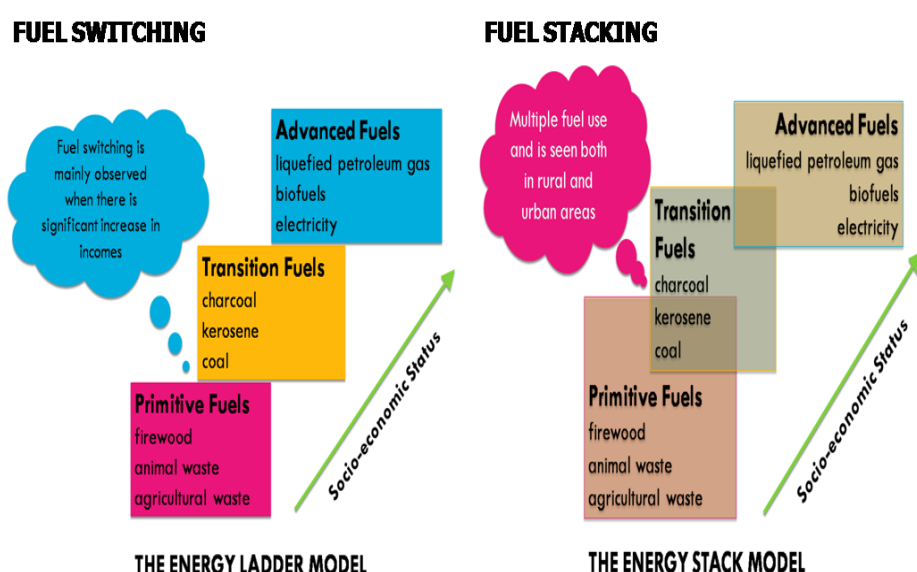 FUEL SWITCHING
Fuel switching is
mainly observed
when there is
significant increase in
incomes
Advanced Fuels
liquefied petroleum gas
biofuels
electricity
Transition Fuels
charcoal
kerosene
coal
Primitive Fuels
firewood
animal waste
agricultural waste
Socio-economic Status
THE ENERGY LADDER MODEL
FUEL STACKING
Multiple fuel use
and is seen both
in rural and
urban areas
Advanced Fuels
liquefied petroleum gas
biofuels
electricity
Transition
Fuels
charcoal
kerosene
coal
Primitive Fuels
firewood
animal waste
agricultural waste
Socio-economic Status
THE ENERGY STACK MODEL